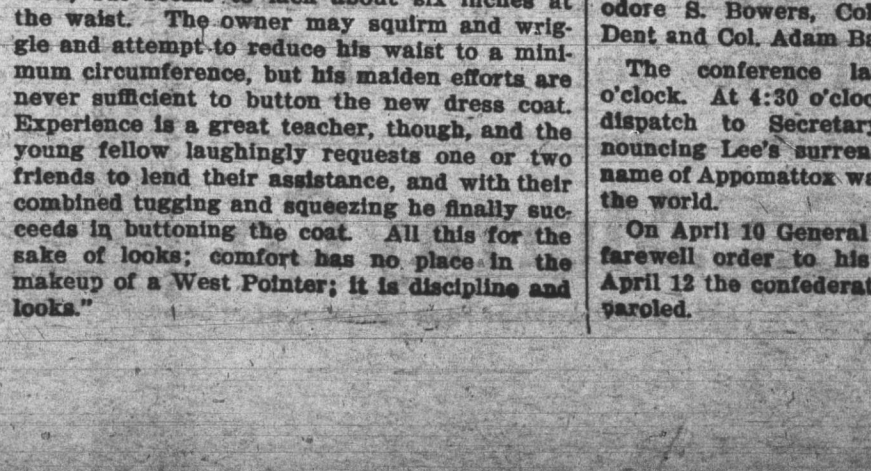 inches at
the waist. The owner may squirm and wrig-
gle and attempt to reduce his waist to a mini-
mum circumference, but his maiden efforts are
never sufficient to button the new dress coat.
Experience is a great teacher, though, and the
young fellow laughingly requests one or two
friends to lend their assistance, and with their
combined tugging and squeezing he finally suc-
ceeds in buttoning the coat. All this for the
sake of looks; comfort has no place in the
makeup of a West Pointer; it is discipline and
looks."
odore S. Bowers, Col
Dent and Col. Adam Ba
The conference la
o'clock. At 4:30 o'cloc
dispatch to Secretar
nouncing Lee's surren
name of Appomattox wa
the world.
On April 10 General
farewell order to his
April 12 the confederat
paroled.